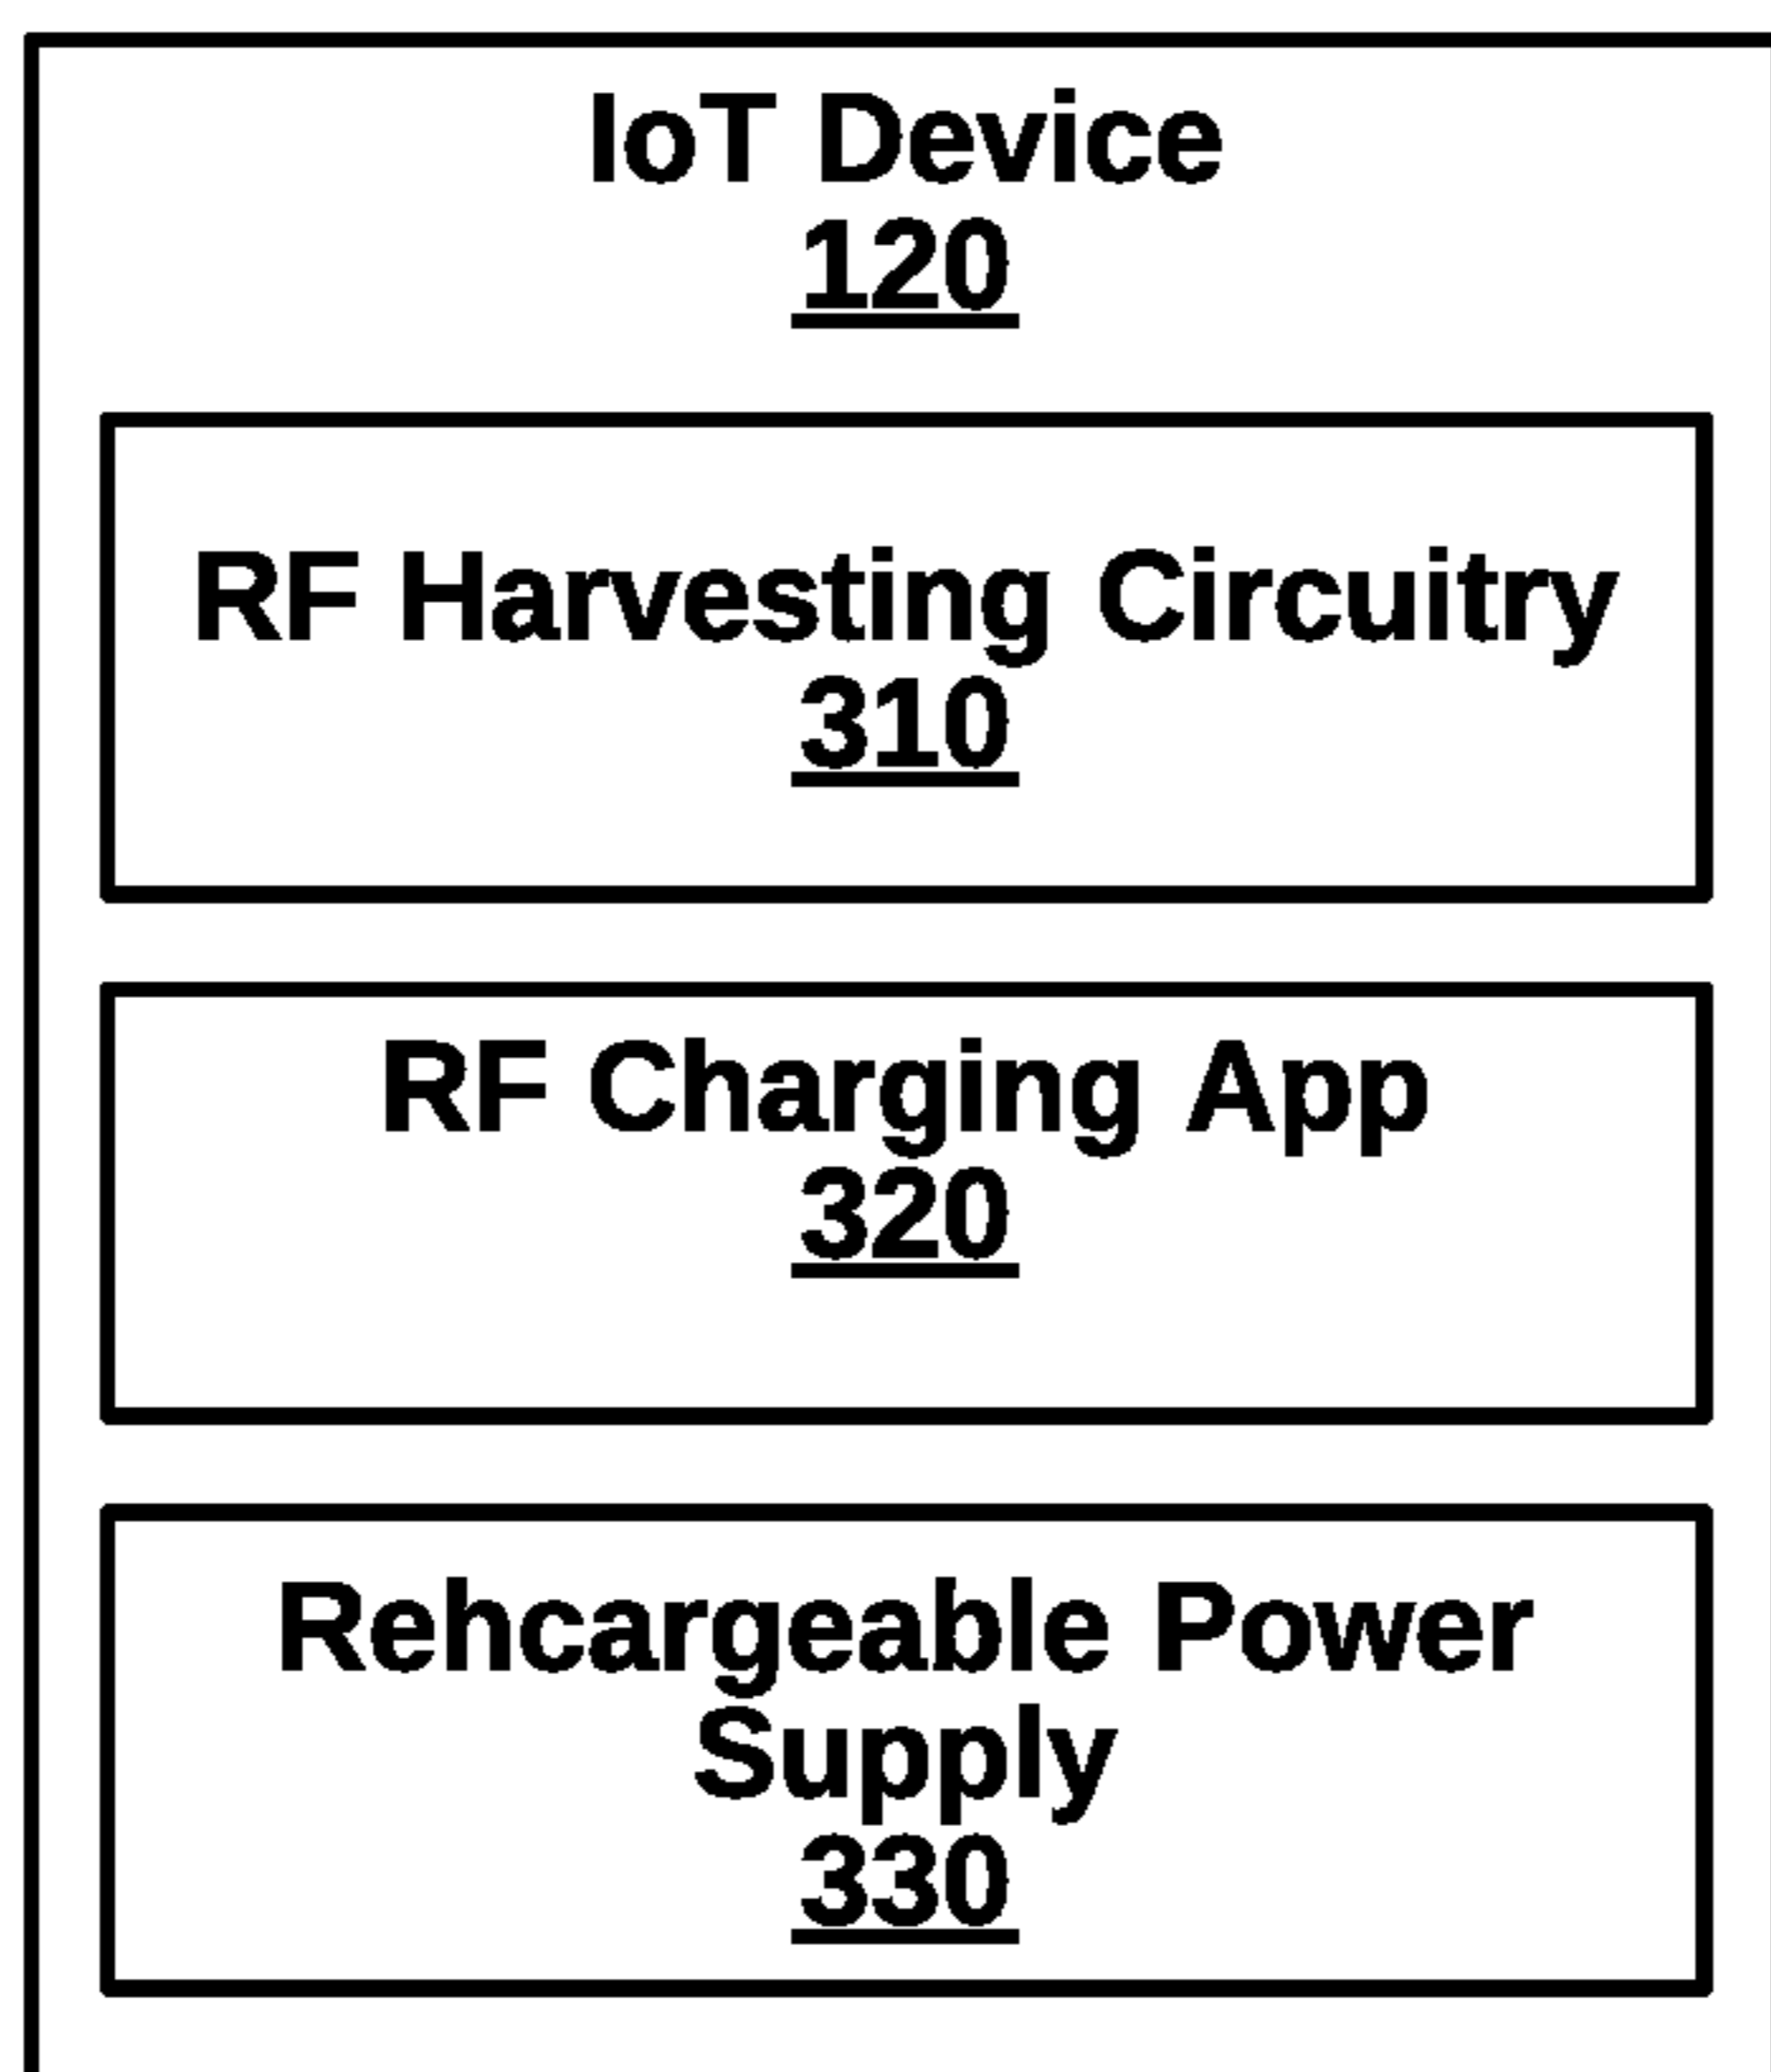 IoT Device
120
RF Harvesting Circuitry
310
RF Charging App
320
Rehcargeable Power
Supply
330